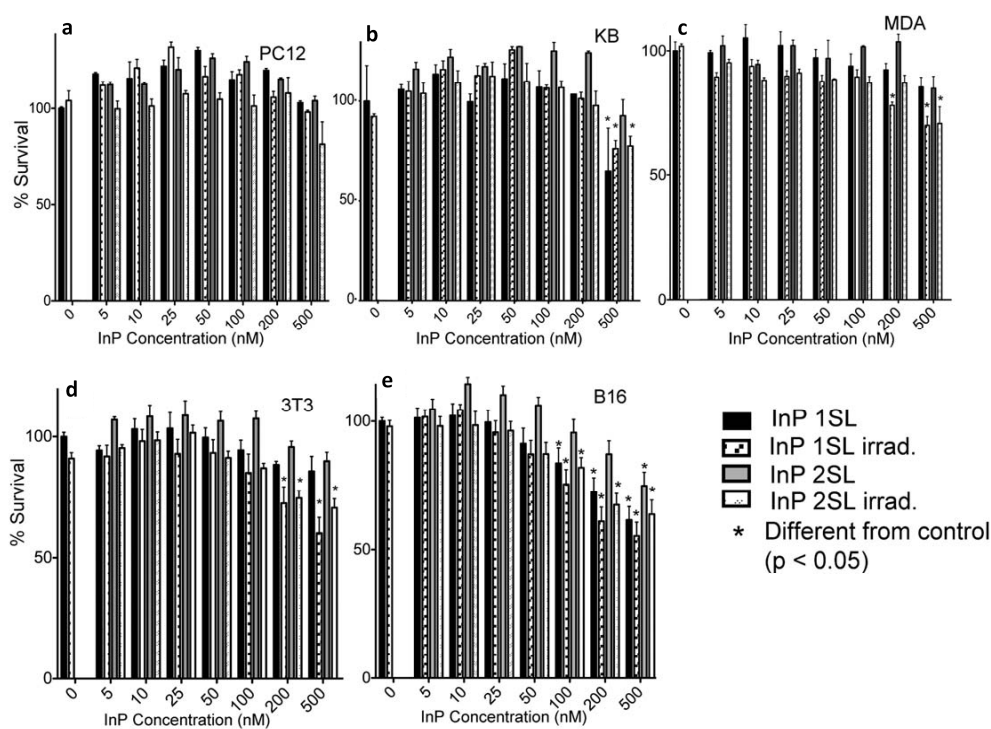 a
PC12
% Survival
100
50
0
0 5 10 25 50 100 200 500
InP Concentration (nM)
b
KB
100
50
0
* * *
0 5 10 25 50 100 200 500
InP Concentration (nM)
c
MDA
100
50
0
* * *
0 5 10 25 50 100 200 500
InP Concentration (nM)
d
3T3
% Survival
100
50
0
* * * *
0 5 10 25 50 100 200 500
InP Concentration (nM)
e
B16
100
50
0
* * * * * * * * * *
0 5 10 25 50 100 200 500
InP Concentration (nM)
InP 1SL
InP 1SL irrad.
InP 2SL
InP 2SL irrad.
* Different from control
(p < 0.05)